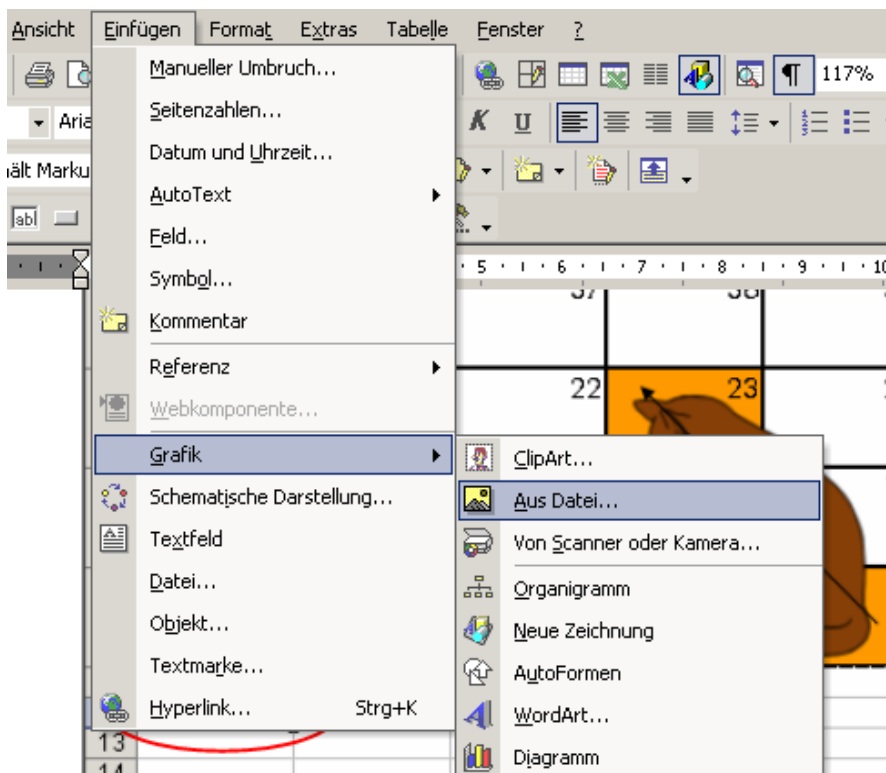 Ansicht Einfügen Format Extras Tabelle Fenster ?
Manueller Umbruch...
117%
Seitenzahlen...
K U
Datum und Uhrzeit...
ält Marku
AutoText
abl
Feld...
5 6 7 8 9 10
Symbol...
Kommentar
Referenz
22 23
Webkomponente...
Grafik
ClipArt...
Schematische Darstellung...
Aus Datei...
Textfeld
Von Scanner oder Kamera...
Datei...
Organigramm
Objekt...
Neue Zeichnung
Textmarke...
AutoFormen
Hyperlink... Strg+K
WordArt...
13
Diagramm
14